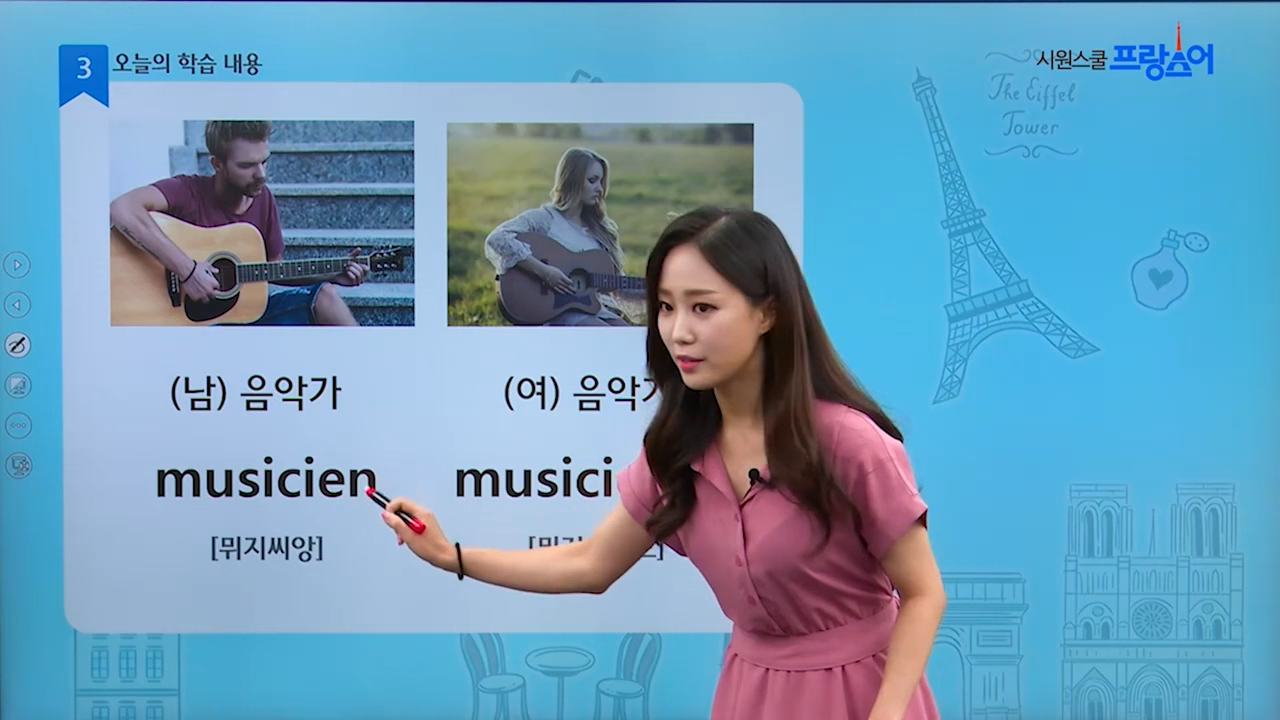 3 오늘의 학습 내용
시원스쿨 프랑스어
The Eiffel
Tower
(남) 음악가 (여)
musicien
[뮈지씨앙]